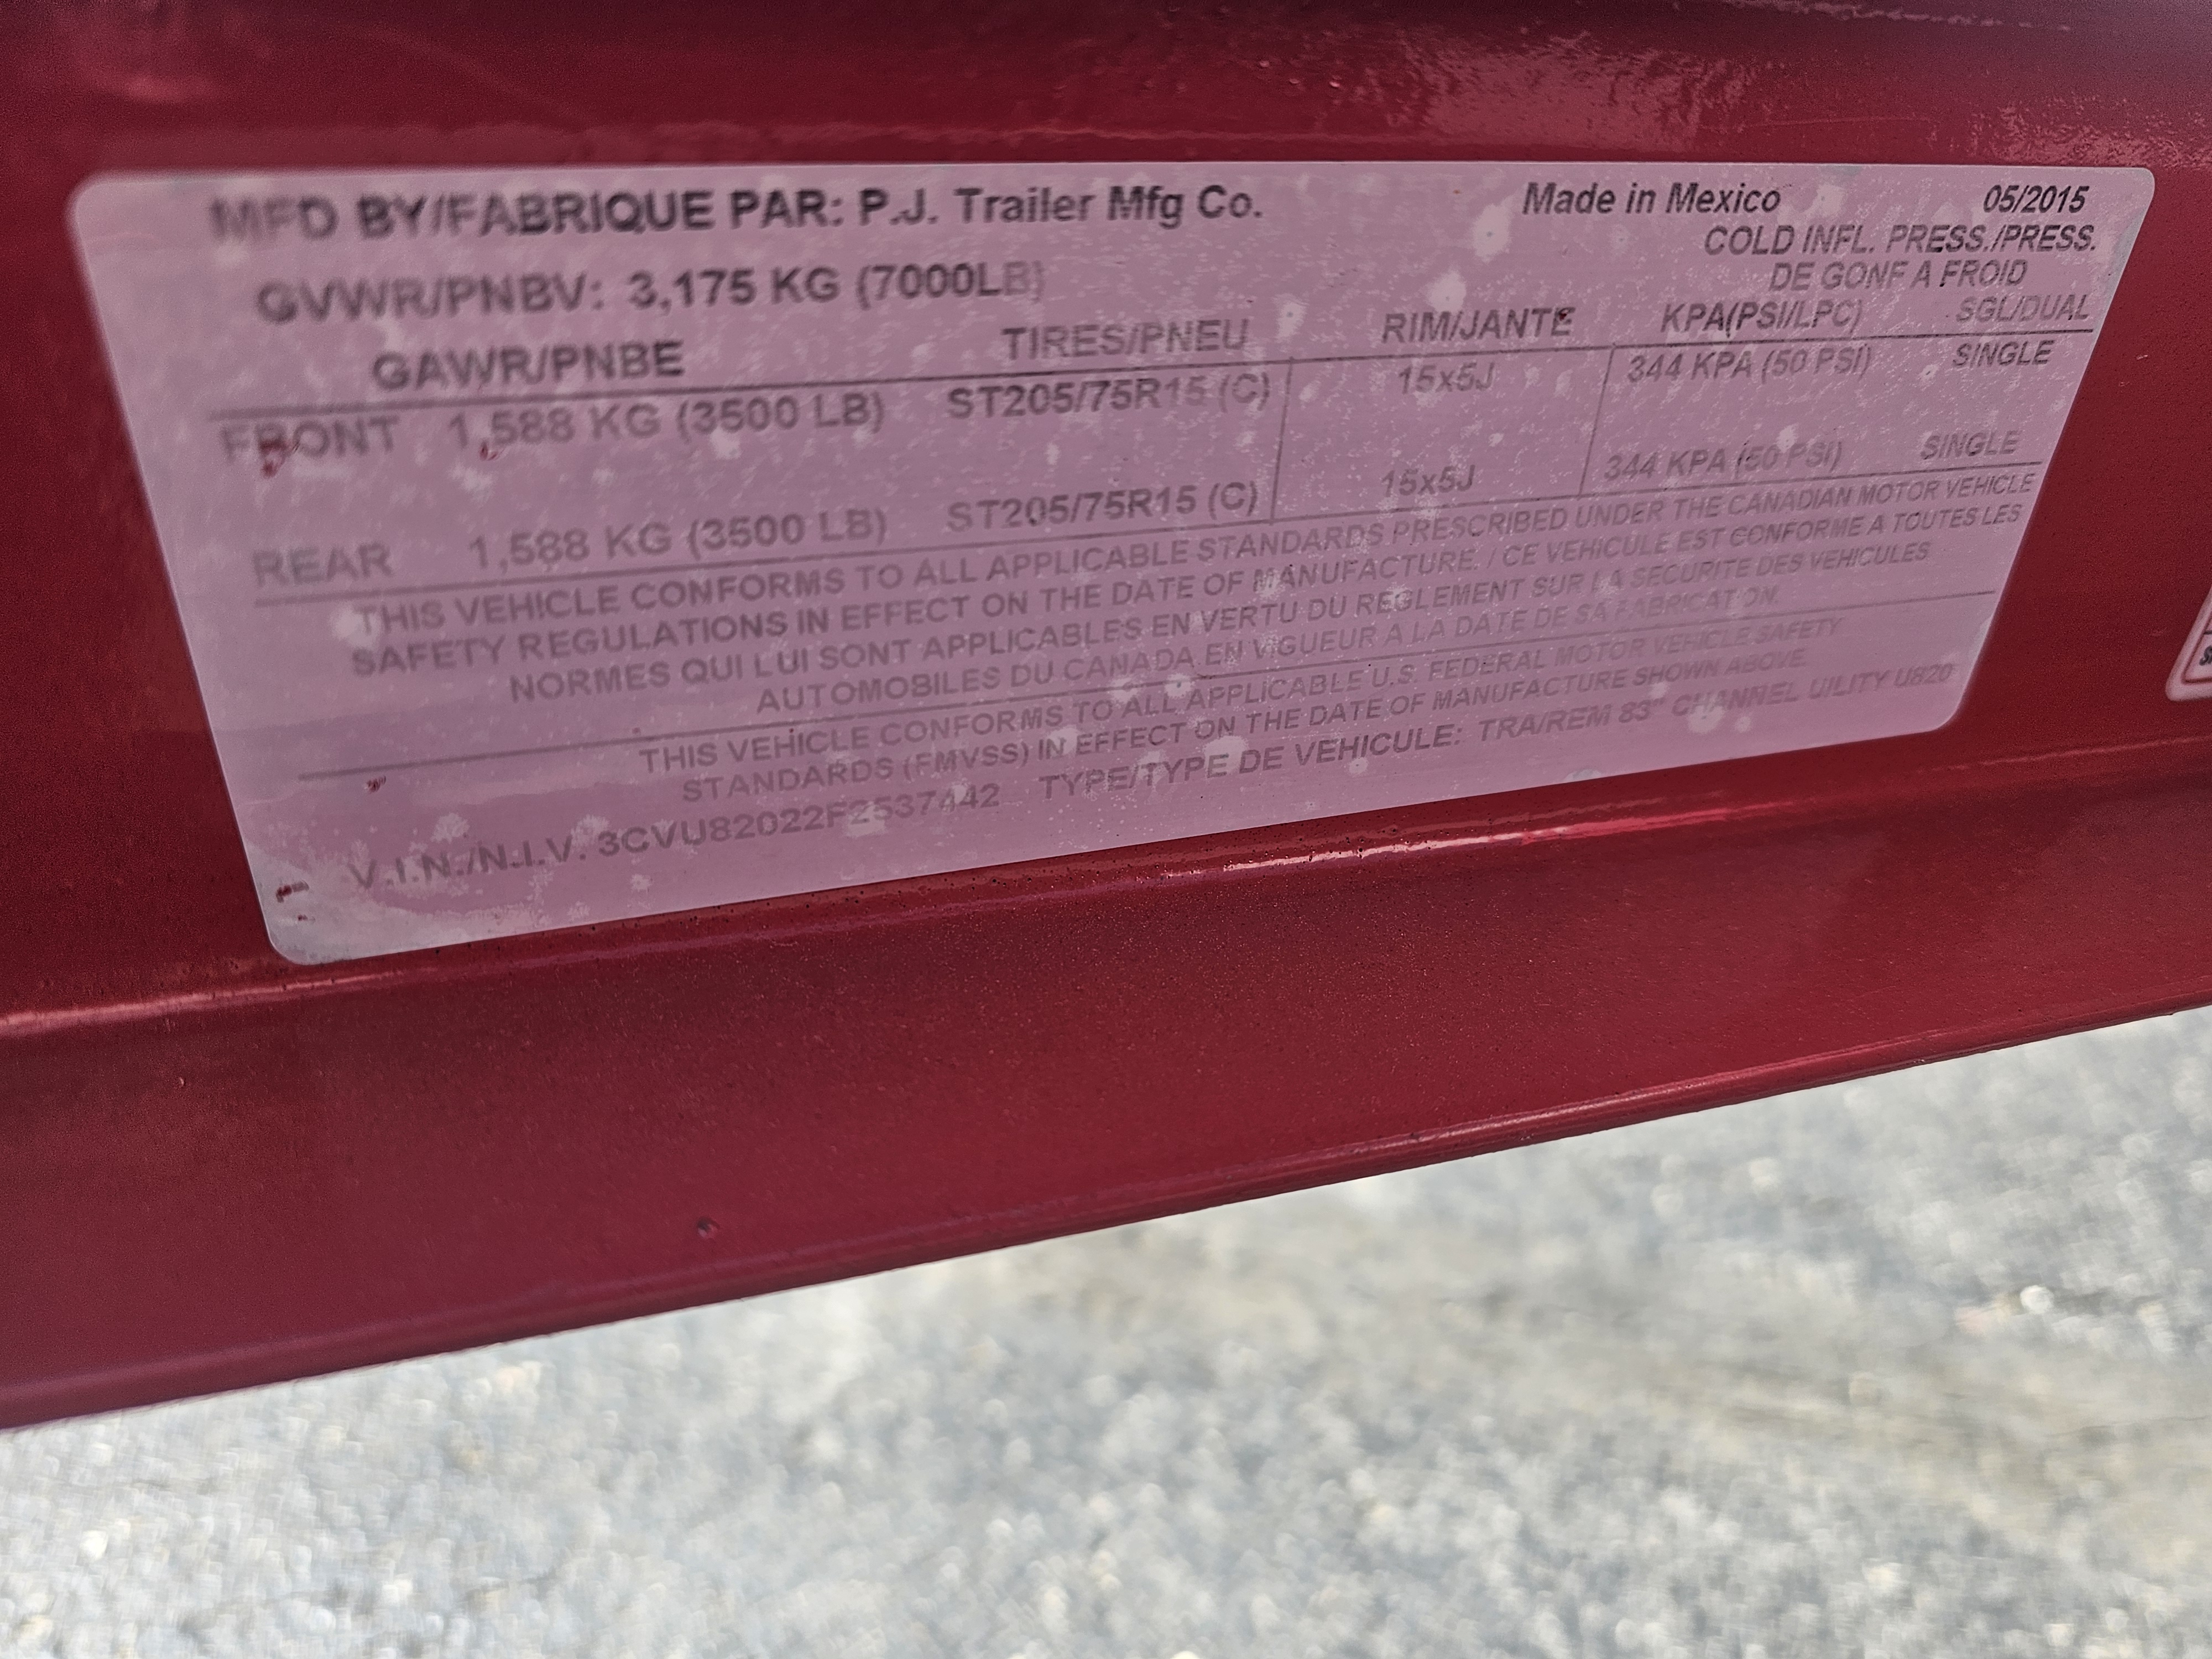 MFD BY/FABRIQUE PAR: P.J. Trailer Mfg Co. Made in Mexico 05/2015
COLD INFL. PRESS./PRESS.
GVWR/PNBV: 3,175 KG (7000LB) DE GONF A FROID
GAWR/PNBE TIRES/PNEU RIM/JANTE KPA(PSI/LPC) SGL/DUAL
FRONT 1,588 KG (3500 LB) ST205/75R15 (C) 15x5J 344 KPA (50 PSI) SINGLE
REAR 1,588 KG (3500 LB) ST205/75R15 (C) 15x5J 344 KPA (50 PSI) SINGLE
THIS VEHICLE CONFORMS TO ALL APPLICABLE STANDARDS PRESCRIBED UNDER THE CANADIAN MOTOR VEHICLE
SAFETY REGULATIONS IN EFFECT ON THE DATE OF MANUFACTURE. / CE VEHICULE EST CONFORME A TOUTES LES
NORMES QUI LUI SONT APPLICABLES EN VERTU DU REGLEMENT SUR LA SECURITE DES VEHICULES
AUTOMOBILES DU CANADA EN VIGUEUR A LA DATE DE SA FABRICATION.
THIS VEHICLE CONFORMS TO ALL APPLICABLE U.S. FEDERAL MOTOR VEHICLE SAFETY
STANDARDS (FMVSS) IN EFFECT ON THE DATE OF MANUFACTURE SHOWN ABOVE
V.I.N./N.I.V. 3CVU82022F2537442 TYPE/TYPE DE VEHICULE: TRA/REM 83" CHANNEL UILITY U820